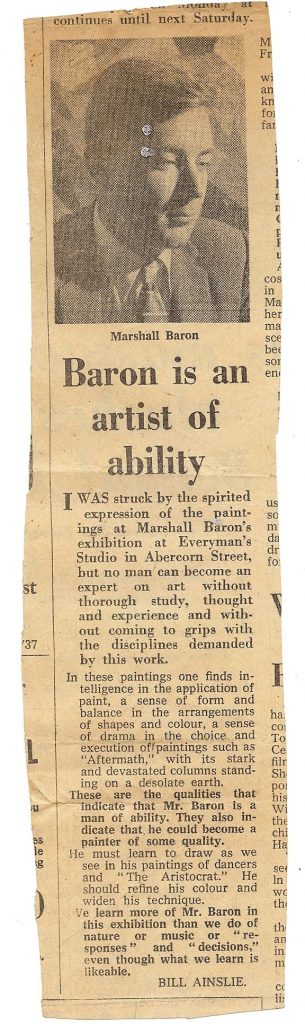 continues until next Saturday.
Marshall Baron
Baron is an
artist of
ability
I WAS struck by the spirited
expression of the paint-
ings at Marshall Baron's
exhibition at Everyman's
Studio in Abercorn Street,
but no man can become an
expert on art without
thorough study, thought
and experience and with-
out coming to grips with
the disciplines demanded
by this work.
In these paintings one finds in-
telligence in the application of
paint, a sense of form and
balance in the arrangements
of shapes and colour, a sense
of drama in the choice and
execution of paintings such as
"Aftermath," with its stark
and devastated columns stand-
ing on a desolate earth.
These are the qualities that
indicate that Mr. Baron is a
man of ability. They also in-
dicate that he could become a
painter of some quality.
He must learn to draw as we
see in his paintings of dancers
and "The Aristocrat." He
should refine his colour and
widen his technique.
We learn more of Mr. Baron in
this exhibition than we do of
nature or music or "re-
sponses" and "decisions,"
even though what we learn is
likeable.
BILL AINSLIE.